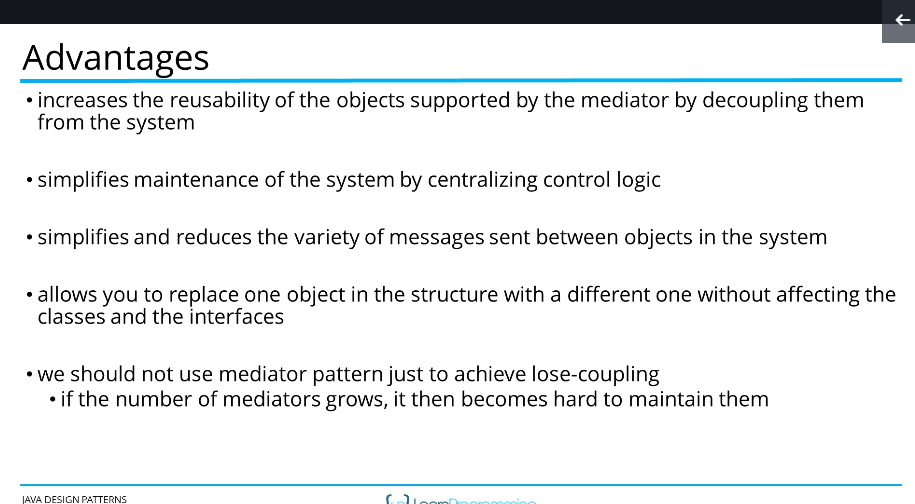 Advantages
• increases the reusability of the objects supported by the mediator by decoupling them
from the system
• simplifies maintenance of the system by centralizing control logic
• simplifies and reduces the variety of messages sent between objects in the system
• allows you to replace one object in the structure with a different one without affecting the
classes and the interfaces
• we should not use mediator pattern just to achieve lose-coupling
• if the number of mediators grows, it then becomes hard to maintain them
JAVA DESIGN PATTERNS